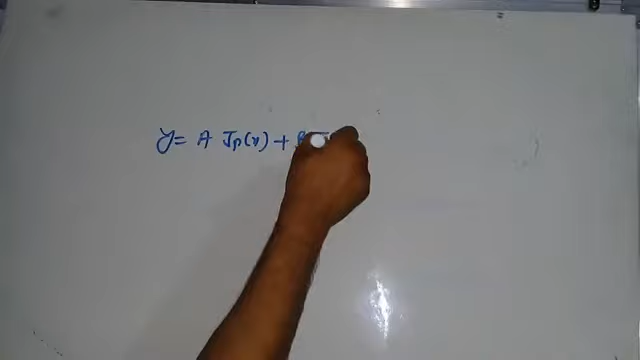 y = A Jp(x) +